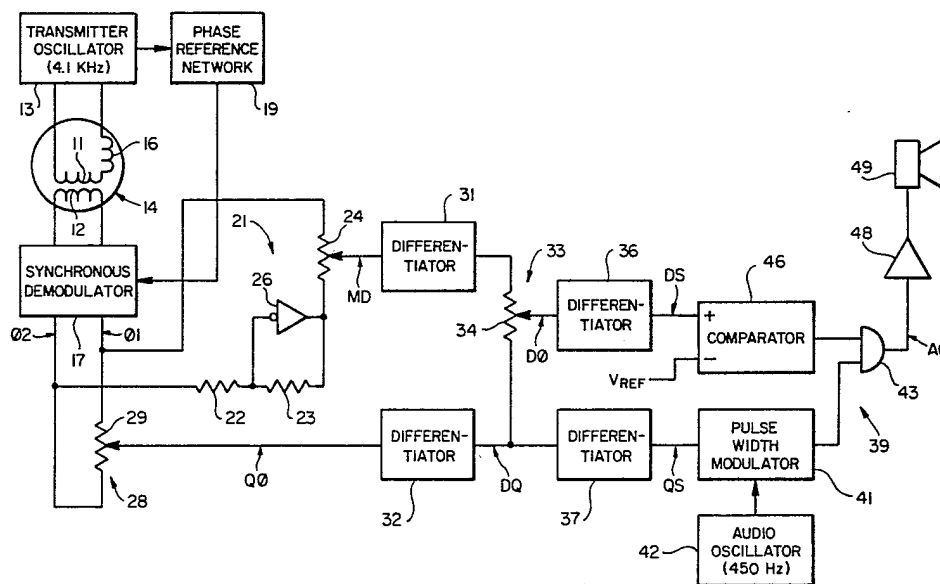 TRANSMITTER
OSCILLATOR
(4.1 KHz)
PHASE
REFERENCE
NETWORK
13
19
11
16
12
14
SYNCHRONOUS
DEMODULATOR
Ø2
Ø1
17
21
24
26
MD
22
23
29
28
QØ
31
DIFFEREN-
TIATOR
33
34
DØ
36
DIFFEREN-
TIATOR
DS
46
+
COMPARATOR
−
VREF
43
39
48
49
DIFFEREN-
TIATOR
32
DQ
DIFFEREN-
TIATOR
37
QS
PULSE
WIDTH
MODULATOR
41
42
AUDIO
OSCILLATOR
(450 Hz)